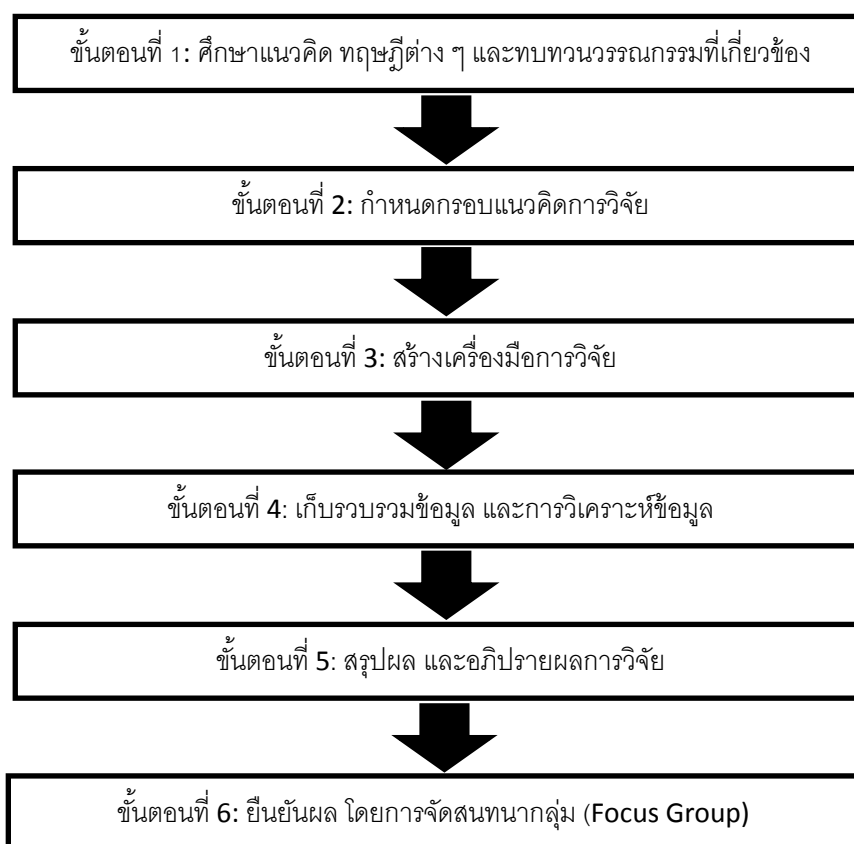 ขั้นตอนที่ 1: ศึกษาแนวคิด ทฤษฎีต่าง ๆ และทบทวนวรรณกรรมที่เกี่ยวข้อง
ขั้นตอนที่ 2: กำหนดกรอบแนวคิดการวิจัย
ขั้นตอนที่ 3: สร้างเครื่องมือการวิจัย
ขั้นตอนที่ 4: เก็บรวบรวมข้อมูล และการวิเคราะห์ข้อมูล
ขั้นตอนที่ 5: สรุปผล และอภิปรายผลการวิจัย
ขั้นตอนที่ 6: ยืนยันผล โดยการจัดสนทนากลุ่ม (Focus Group)